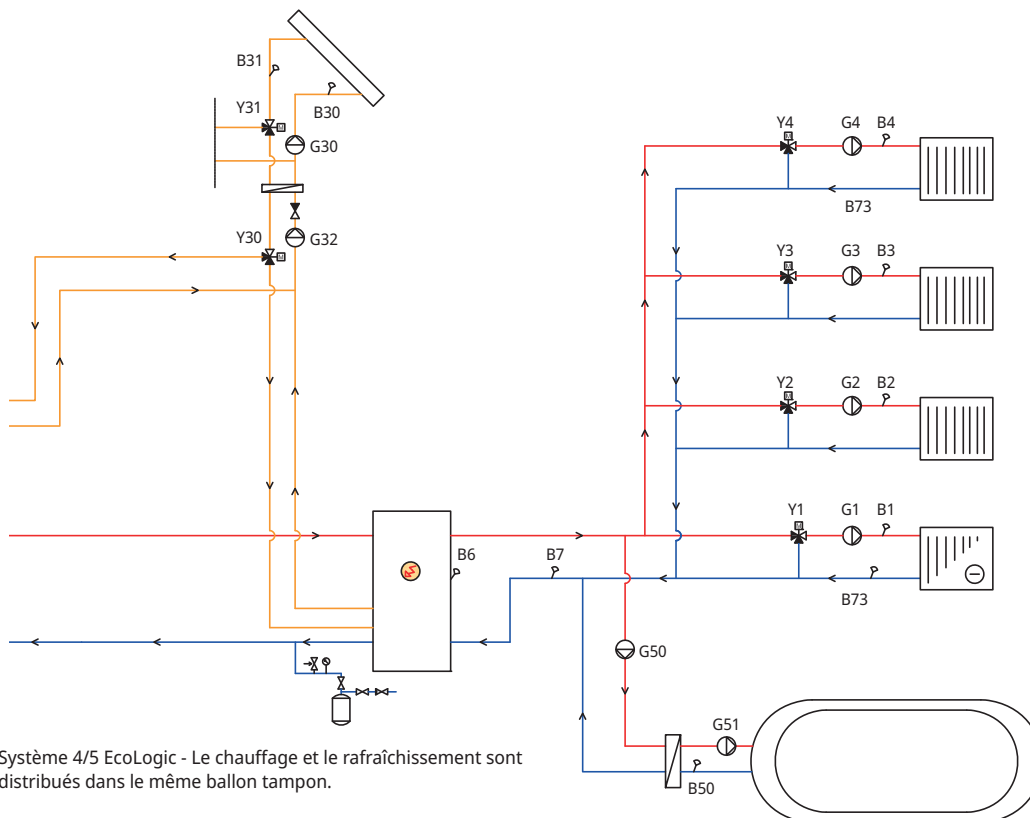 B31
B30
Y31
G30
Y30
G32
Y4 G4 B4
M
B73
Y3 G3 B3
M
Y2 G2 B2
M
Y1 G1 B1
M
B6
B7
B73
G50
G51
B50
Système 4/5 EcoLogic - Le chauffage et le rafraîchissement sont
distribués dans le même ballon tampon.